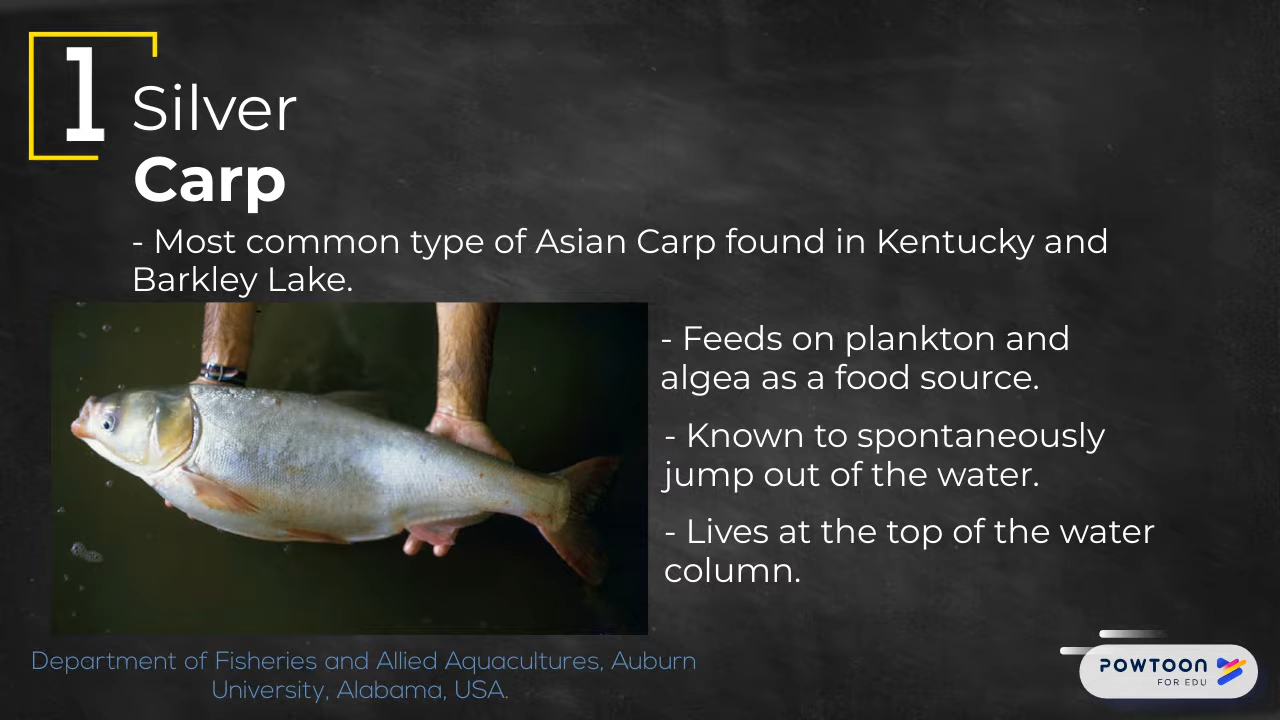 1
Silver
Carp
- Most common type of Asian Carp found in Kentucky and
Barkley Lake.
- Feeds on plankton and
algea as a food source.
- Known to spontaneously
jump out of the water.
- Lives at the top of the water
column.
Department of Fisheries and Allied Aquacultures, Auburn
University, Alabama, USA.
POWTOON
FOR EDU